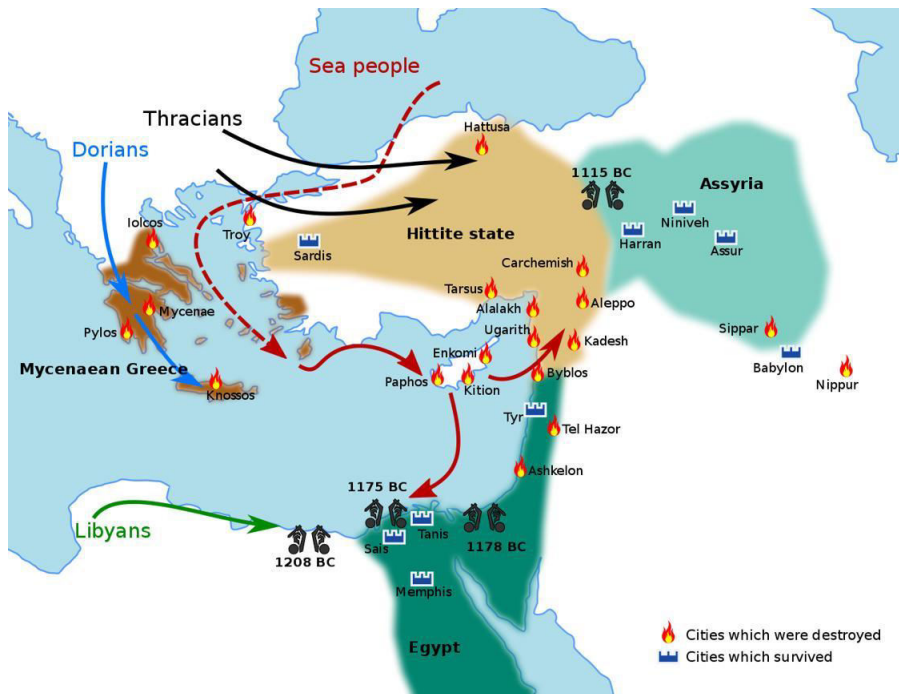 Sea people
Thracians
Dorians
Hattusa
1115 BC
Assyria
Iolcos
Troy
Sardis
Hittite state
Harran
Niniveh
Assur
Carchemish
Tarsus
Alalakh
Aleppo
Mycenae
Pylos
Ugarith
Kadesh
Sippar
Mycenaean Greece
Enkomi
Babylon
Nippur
Knossos
Paphos
Kition
Byblos
Tyr
Tel Hazor
Ashkelon
1175 BC
Libyans
1208 BC
Sais
Tanis
1178 BC
Memphis
Egypt
Cities which were destroyed
Cities which survived